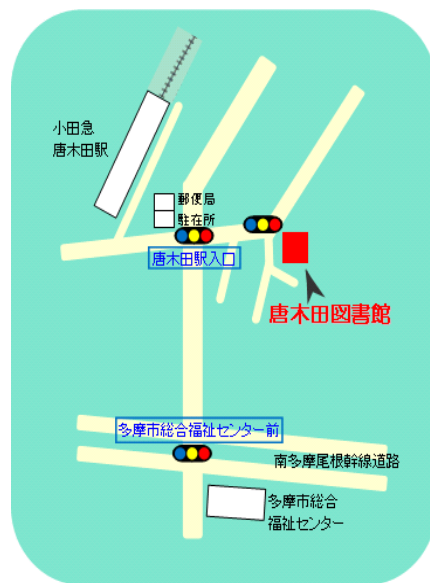 小田急
唐木田駅
郵便局
駐在所
唐木田駅入口
唐木田図書館
多摩市総合福祉センター前
南多摩尾根幹線道路
多摩市総合
福祉センター